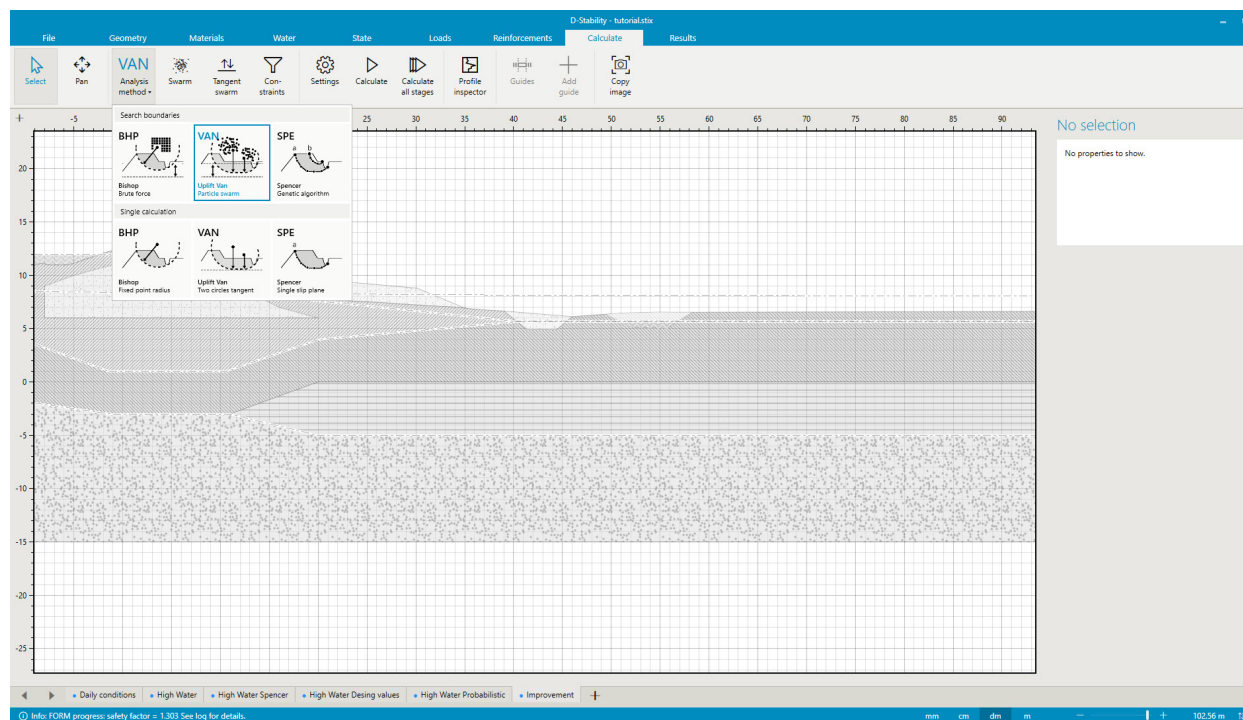 D-Stability - tutorial.stix
File Geometry Materials Water State Loads Reinforcements Calculate Results
Select
Pan
VAN
Analysis
method
Swarm
Tangent
swarm
Con-
straints
Settings
Calculate
Calculate
all stages
Profile
inspector
Guides
Add
guide
Copy
image
-5 25 30 35 40 45 50 55 60 65 70 75 80 85 90
Search boundaries
BHP
Bishop
Brute force
VAN
Uplift Van
Particle swarm
SPE
a b
Spencer
Genetic algorithm
Single calculation
BHP
Bishop
Fixed point radius
VAN
Uplift Van
Two circles tangent
SPE
a
Spencer
Single slip plane
20
15
10
5
0
-5
-10
-15
-20
-25
No selection
No properties to show.
Daily conditions High Water High Water Spencer High Water Desing values High Water Probabilistic Improvement
Info: FORM progress: safety factor = 1.303 See log for details.
mm cm dm m 102.56 m